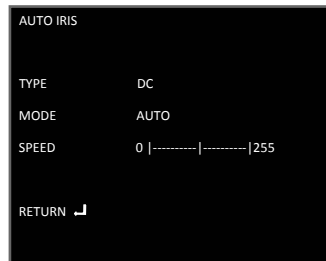 AUTO IRIS
TYPE DC
MODE AUTO
SPEED 0 |----------|----------|255
RETURN ↵